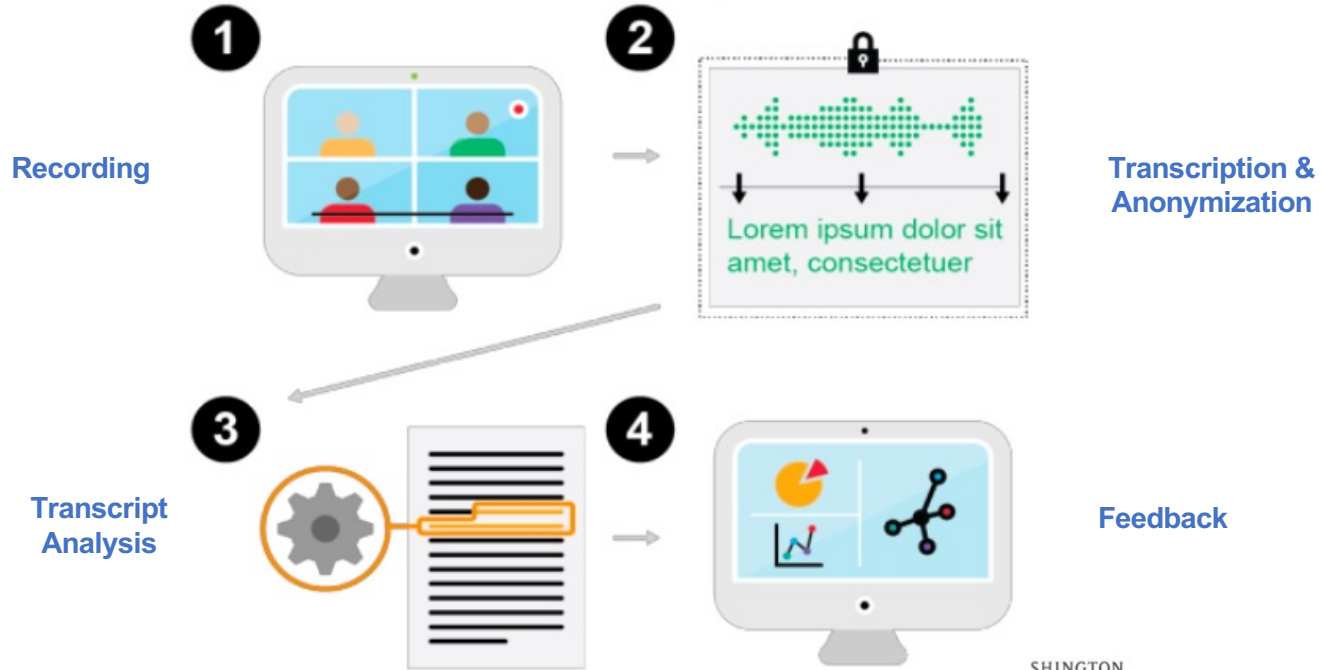 1
2
Recording
Transcription &
Anonymization
Lorem ipsum dolor sit
amet, consectetuer
3
4
Transcript
Analysis
Feedback
SHINGTON